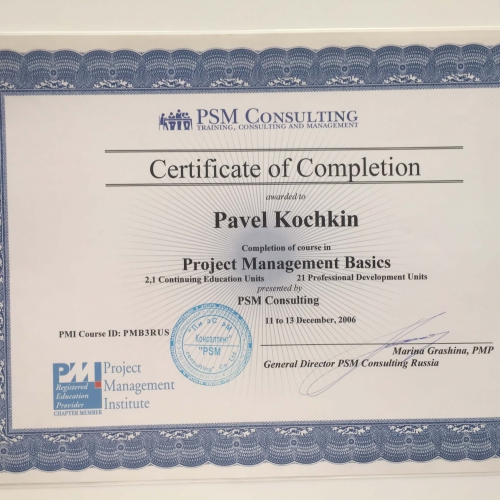 PSM CONSULTING
TRAINING, CONSULTING AND MANAGEMENT
Certificate of Completion
awarded to
Pavel Kochkin
Completion of course in
Project Management Basics
2,1 Continuing Education Units 21 Professional Development Units
presented by
PSM Consulting
11 to 13 December, 2006
PMI Course ID: PMB3RUS
Консалтинг
"PSM
Marina Grashina, PMP
General Director PSM Consulting Russia
PMI
Registered
Education
Provider
CHAPTER MEMBER
Project
Management
Institute